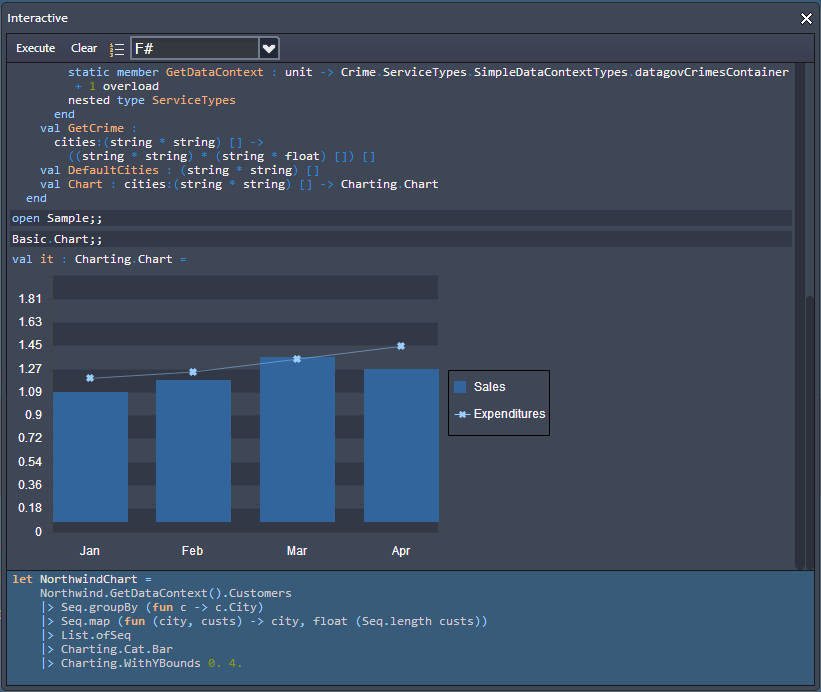 Interactive
Execute Clear F#
static member GetDataContext : unit -> Crime.ServiceTypes.SimpleDataContextTypes.datagovCrimesContainer
+ 1 overload
nested type ServiceTypes
end
val GetCrime :
cities:(string * string) [] ->
((string * string) * (string * float) []) []
val DefaultCities : (string * string) []
val Chart : cities:(string * string) [] -> Charting.Chart
end
open Sample;;
Basic.Chart;;
val it : Charting.Chart =
1.81
1.63
1.45
1.27
1.09
0.9
0.72
0.54
0.36
0.18
0
Jan Feb Mar Apr
Sales
Expenditures
let NorthwindChart =
Northwind.GetDataContext().Customers
|> Seq.groupBy (fun c -> c.City)
|> Seq.map (fun (city, custs) -> city, float (Seq.length custs))
|> List.ofSeq
|> Charting.Cat.Bar
|> Charting.WithYBounds 0. 4.